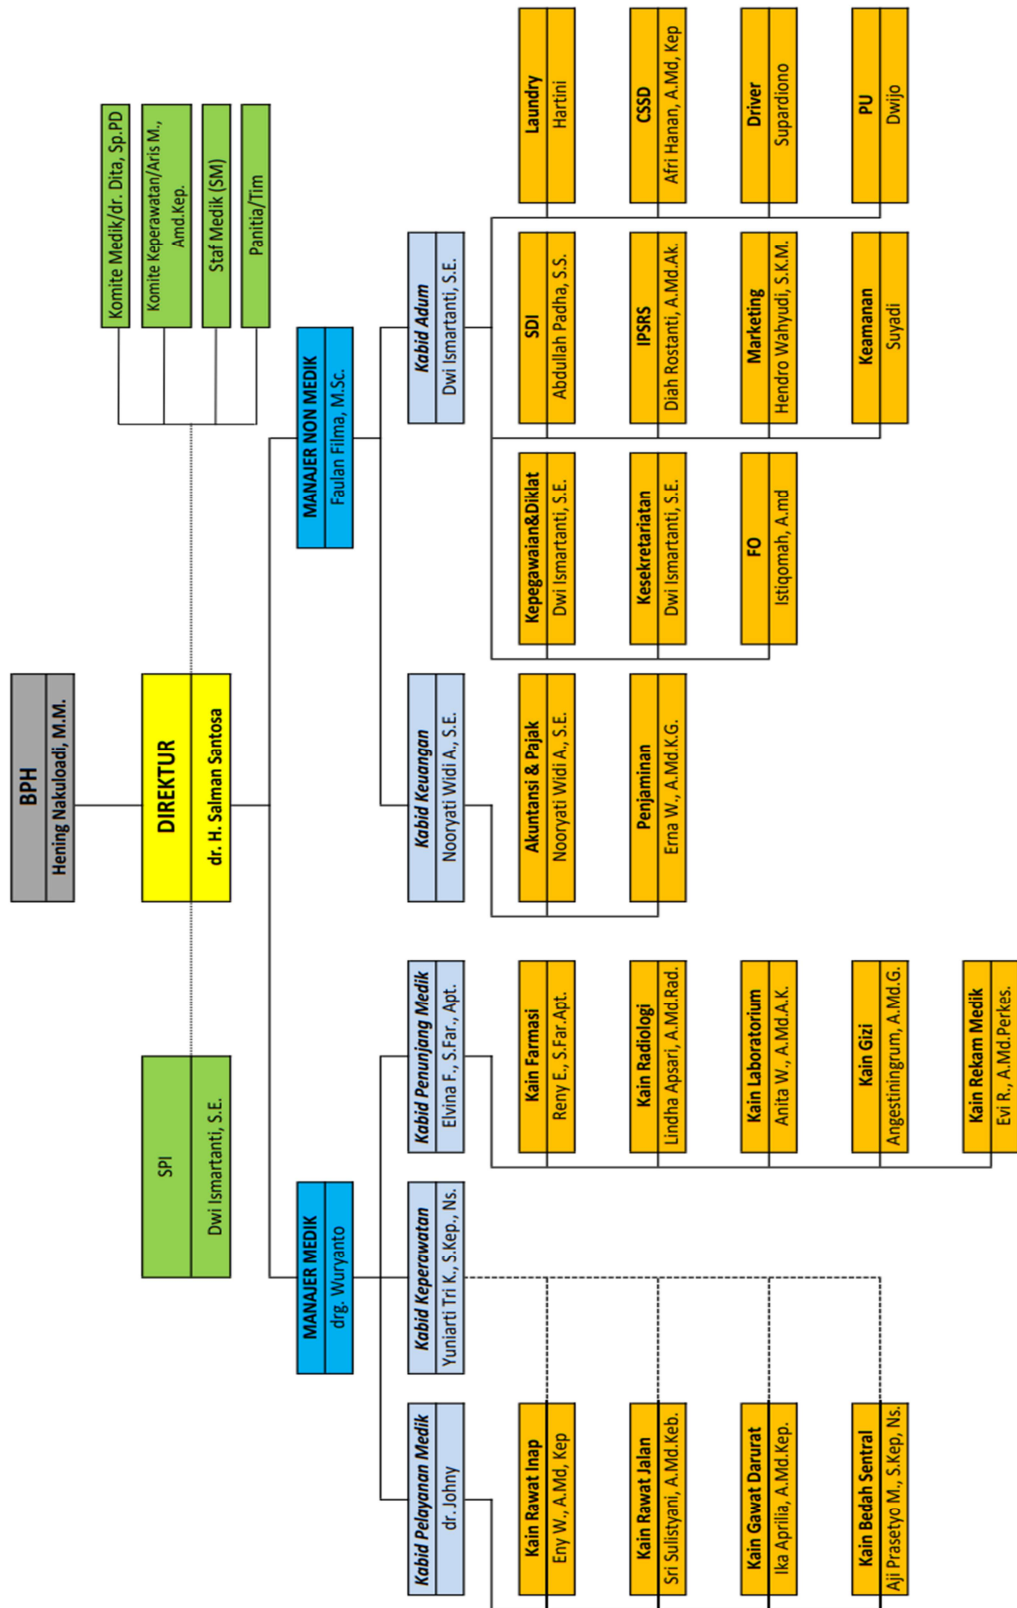 BPH
Hening Nakuloadi, M.M.
DIREKTUR
dr. H. Salman Santosa
SPI
Dwi Ismartanti, S.E.
Komite Medik/dr. Dita, Sp.PD
Komite Keperawatan/Aris M.,
Amd.Kep.
Staf Medik (SM)
Panitia/Tim
MANAJER MEDIK
drg. Wuryanto
MANAJER NON MEDIK
Faulan Filma, M.Sc.
Kabid Pelayanan Medik
dr. Johny
Kabid Keperawatan
Yuniarti Tri K., S.Kep., Ns.
Kabid Penunjang Medik
Elvina F., S.Far., Apt.
Kabid Keuangan
Nooryati Widi A., S.E.
Kabid Adum
Dwi Ismartanti, S.E.
Kain Rawat Inap
Eny W., A.Md, Kep
Kain Rawat Jalan
Sri Sulistyani, A.Md.Keb.
Kain Gawat Darurat
Ika Aprilia, A.Md.Kep.
Kain Bedah Sentral
Aji Prasetyo M., S.Kep, Ns.
Kain Farmasi
Reny E., S.Far.Apt.
Kain Radiologi
Lindha Apsari, A.Md.Rad.
Kain Laboratorium
Anita W., A.Md.A.K.
Kain Gizi
Angestiningrum, A.Md.G.
Kain Rekam Medik
Evi R., A.Md.Perkes.
Akuntansi & Pajak
Nooryati Widi A., S.E.
Penjaminan
Erna W., A.Md.K.G.
Kepegawaian&Diklat
Dwi Ismartanti, S.E.
Kesekretariatan
Dwi Ismartanti, S.E.
FO
Istiqomah, A.md
SDI
Abdullah Padha, S.S.
IPSRS
Diah Rostanti, A.Md.Ak.
Marketing
Hendro Wahyudi, S.K.M.
Keamanan
Suyadi
Laundry
Hartini
CSSD
Afri Hanan, A.Md, Kep
Driver
Supardiono
PU
Dwijo